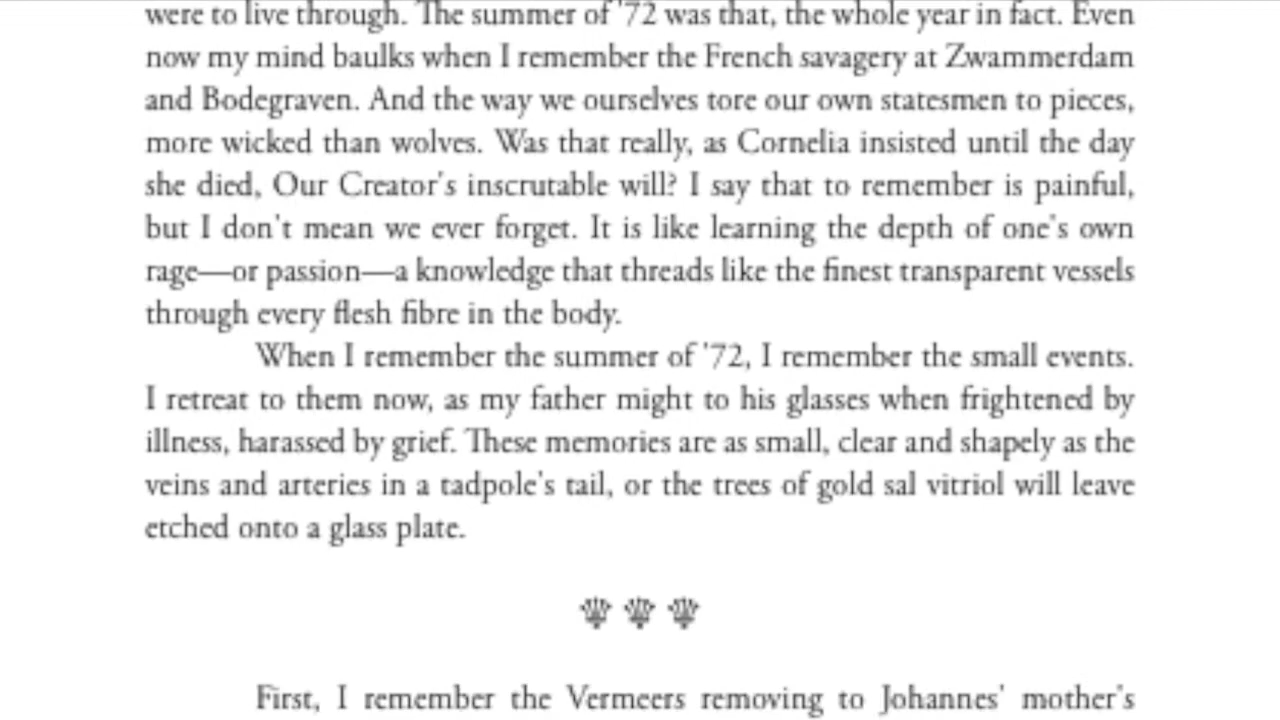 were to live through. The summer of '72 was that, the whole year in fact. Even
now my mind baulks when I remember the French savagery at Zwammerdam
and Bodegraven. And the way we ourselves tore our own statesmen to pieces,
more wicked than wolves. Was that really, as Cornelia insisted until the day
she died, Our Creator's inscrutable will? I say that to remember is painful,
but I don't mean we ever forget. It is like learning the depth of one's own
rage—or passion—a knowledge that threads like the finest transparent vessels
through every flesh fibre in the body.
When I remember the summer of '72, I remember the small events.
I retreat to them now, as my father might to his glasses when frightened by
illness, harassed by grief. These memories are as small, clear and shapely as the
veins and arteries in a tadpole's tail, or the trees of gold sal vitriol will leave
etched onto a glass plate.
First, I remember the Vermeers removing to Johannes' mother's